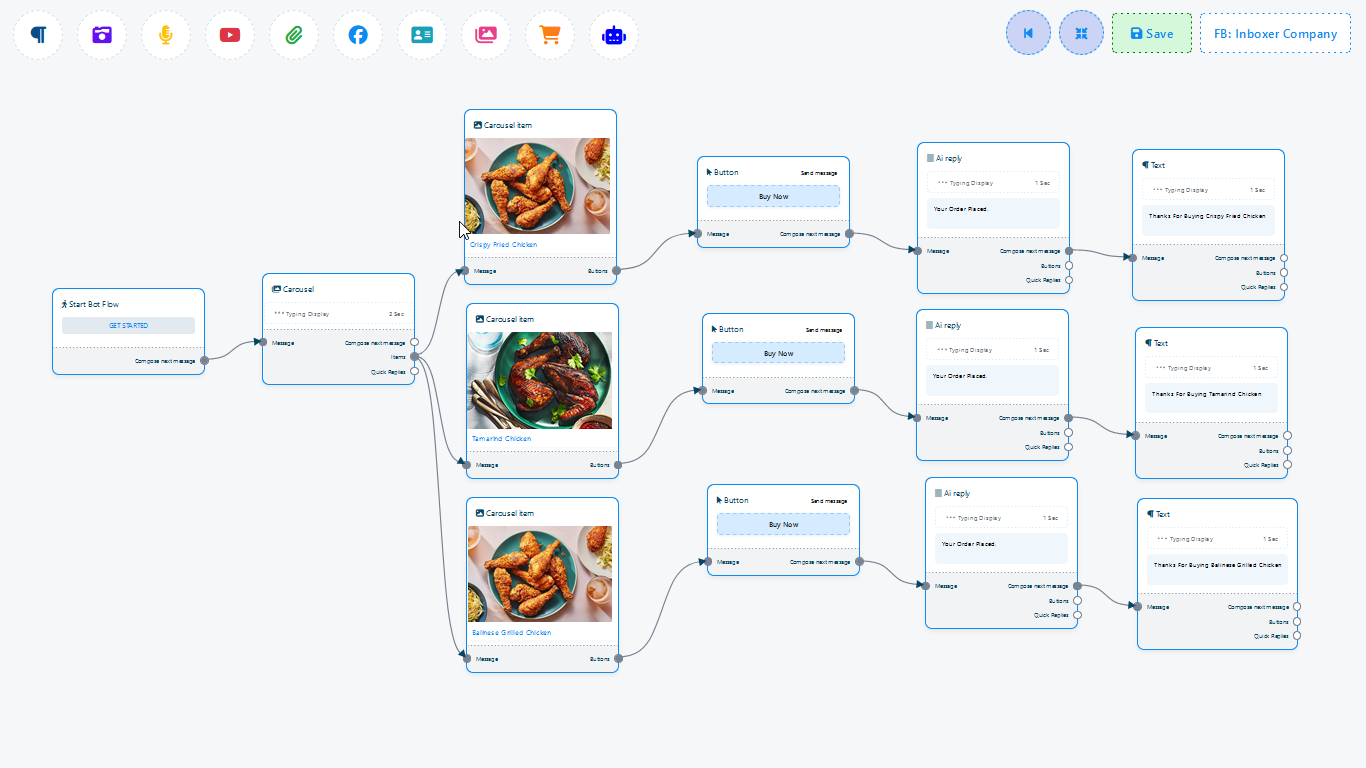 Save
FB: Inboxer Company
Start Bot Flow
GET STARTED
Compose next message
Carousel
Typing Display
2 Sec
Message
Compose next message
Items
Quick Replies
Carousel item
Crispy Fried Chicken
Message
Buttons
Carousel item
Tamarind Chicken
Message
Buttons
Carousel item
Balinese Grilled Chicken
Message
Buttons
Button
Send message
Buy Now
Message
Compose next message
Button
Send message
Buy Now
Message
Compose next message
Button
Send message
Buy Now
Message
Compose next message
Ai reply
Typing Display
1 Sec
Your Order Placed.
Message
Compose next message
Buttons
Quick Replies
Ai reply
Typing Display
1 Sec
Your Order Placed.
Message
Compose next message
Buttons
Quick Replies
Ai reply
Typing Display
1 Sec
Your Order Placed.
Message
Compose next message
Buttons
Quick Replies
Text
Typing Display
1 Sec
Thanks For Buying Crispy Fried Chicken
Message
Compose next message
Buttons
Quick Replies
Text
Typing Display
1 Sec
Thanks For Buying Tamarind Chicken
Message
Compose next message
Buttons
Quick Replies
Text
Typing Display
1 Sec
Thanks For Buying Balinese Grilled Chicken
Message
Compose next message
Buttons
Quick Replies